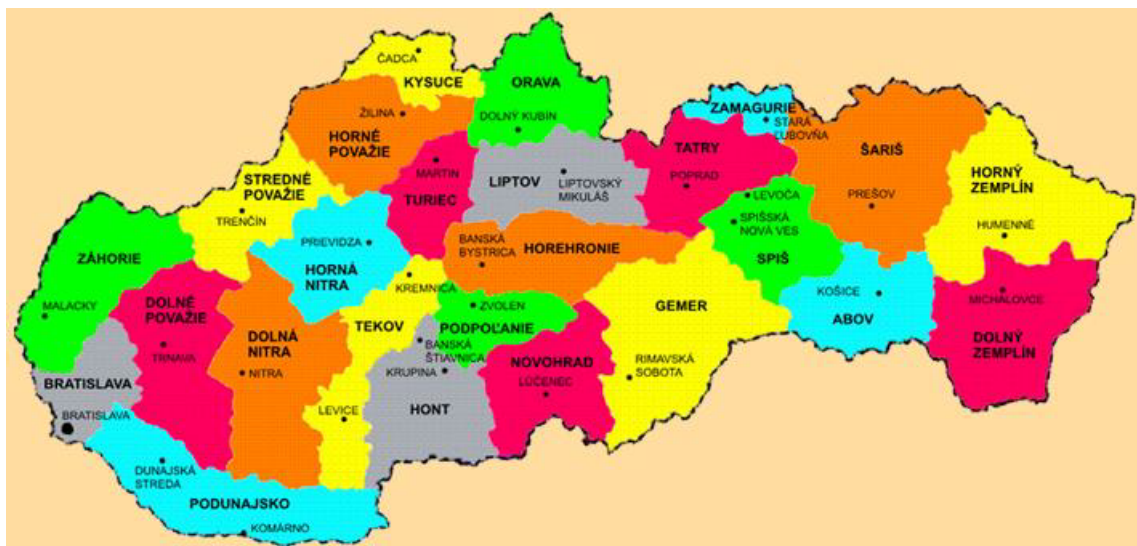 ČADCA
KYSUCE
ORAVA
ŽILINA
DOLNÝ KUBÍN
HORNÉ
POVAŽIE
ZAMAGURIE
STARÁ
ĽUBOVŇA
ŠARIŠ
TATRY
MARTIN
POPRAD
LIPTOV
LIPTOVSKÝ
MIKULÁŠ
HORNÝ
ZEMPLÍN
STREDNÉ
POVAŽIE
TRENČÍN
TURIEC
LEVOČA
PREŠOV
SPIŠSKÁ
NOVÁ VES
HUMENNÉ
PRIEVIDZA
BANSKÁ
BYSTRICA
HOREHRONIE
ZÁHORIE
HORNÁ
NITRA
SPIŠ
KREMNICA
MALACKY
DOLNÉ
POVAŽIE
ZVOLEN
GEMER
KOŠICE
MICHALOVCE
ABOV
TEKOV
PODPOĽANIE
DOLNÁ
NITRA
TRNAVA
BANSKÁ
ŠTIAVNICA
DOLNÝ
ZEMPLÍN
NOVOHRAD
RIMAVSKÁ
SOBOTA
KRUPINA
NITRA
BRATISLAVA
LÚČENEC
HONT
LEVICE
BRATISLAVA
DUNAJSKÁ
STREDA
PODUNAJSKO
KOMÁRNO